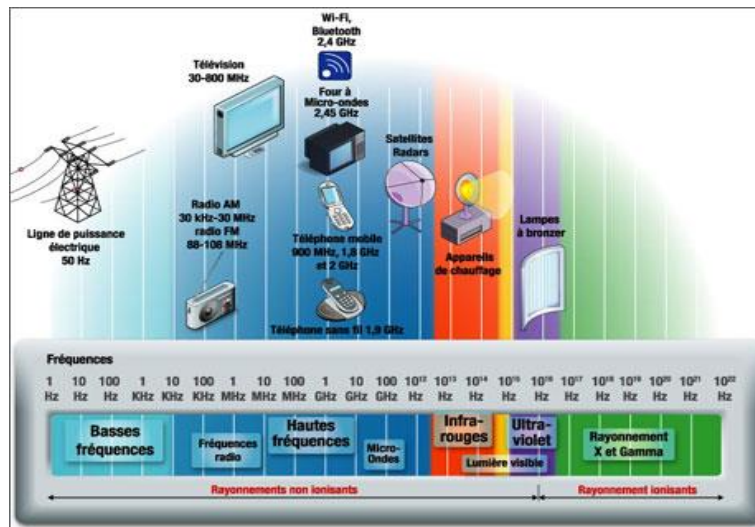 Wi-Fi,
Bluetooth
2,4 GHz
Télévision
30-800 MHz
Four à
Micro-ondes
2,45 GHz
Satellites
Radars
Radio AM
30 kHz-30 MHz
radio FM
88-108 MHz
Ligne de puissance
électrique
50 Hz
Téléphone mobile
900 MHz, 1,8 GHz
et 2 GHz
Appareils
de chauffage
Lampes
à bronzer
Téléphone sans fil 1,9 GHz
Fréquences
1 10 100 1 10 100 1 10 100 1 10 100 10¹² 10¹³ 10¹⁴ 10¹⁵ 10¹⁶ 10¹⁷ 10¹⁸ 10¹⁹ 10²⁰ 10²¹ 10²²
Hz Hz Hz KHz KHz KHz MHz MHz MHz GHz GHz GHz Hz Hz Hz Hz Hz Hz Hz Hz Hz Hz Hz
Basses
fréquences
Fréquences
radio
Hautes
fréquences
Micro-
Ondes
Infra-
rouges
Lumière visible
Ultra-
violet
Rayonnement
X et Gamma
Rayonnements non ionisants
Rayonnement ionisants